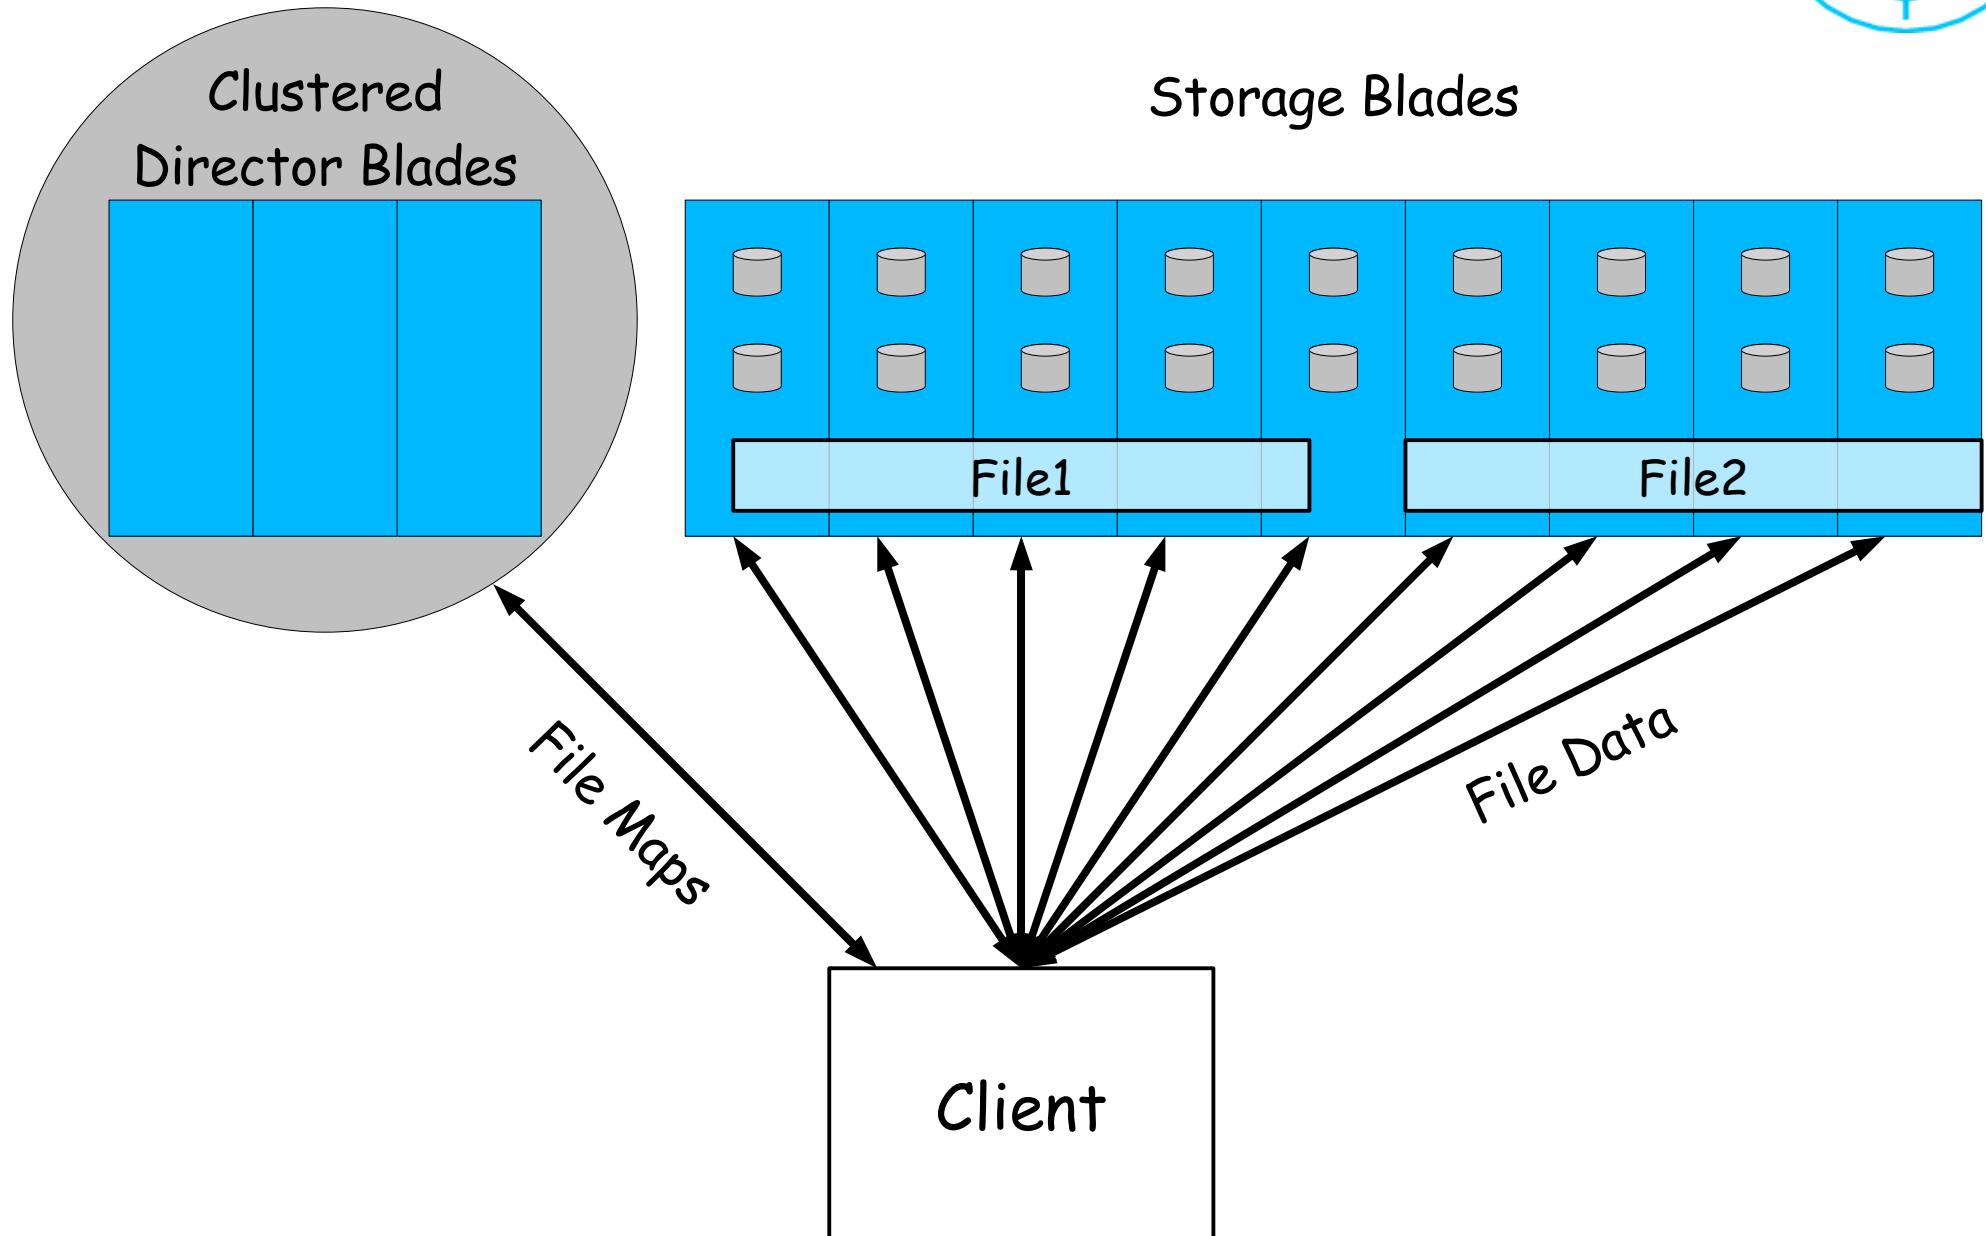 Clustered
Director Blades
Storage Blades
File1
File2
File Maps
File Data
Client